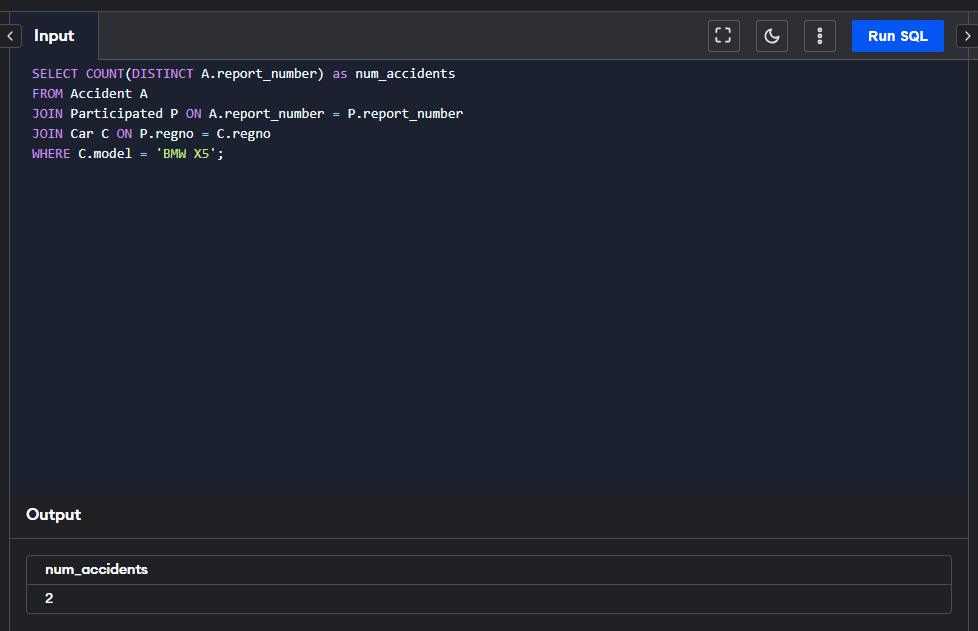 Input
Run SQL
SELECT COUNT(DISTINCT A.report_number) as num_accidents
FROM Accident A
JOIN Participated P ON A.report_number = P.report_number
JOIN Car C ON P.regno = C.regno
WHERE C.model = 'BMW X5';
Output
num_accidents
2